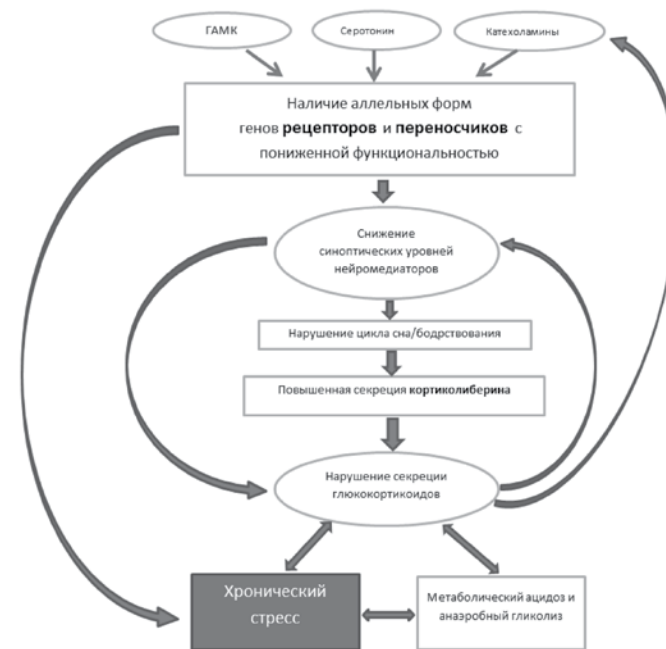 ГАМК
Серотонин
Катехоламины
Наличие аллельных форм
генов рецепторов и переносчиков с
пониженной функциональностью
Снижение
синоптических уровней
нейромедиаторов
Нарушение цикла сна/бодрствования
Повышенная секреция кортиколиберина
Нарушение секреции
глюкокортикоидов
Хронический
стресс
Метаболический ацидоз и
анаэробный гликолиз